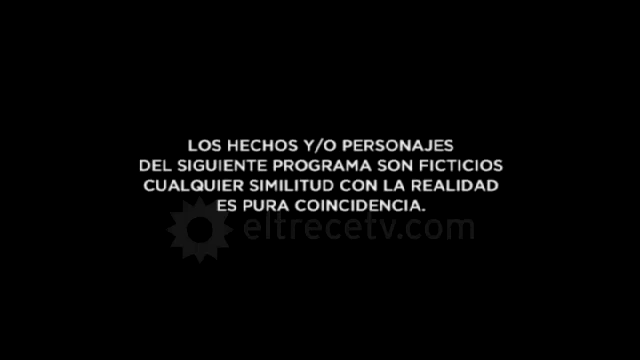 LOS HECHOS Y/O PERSONAJES
DEL SIGUIENTE PROGRAMA SON FICTICIOS
CUALQUIER SIMILITUD CON LA REALIDAD
ES PURA COINCIDENCIA.
eltrecetv.com